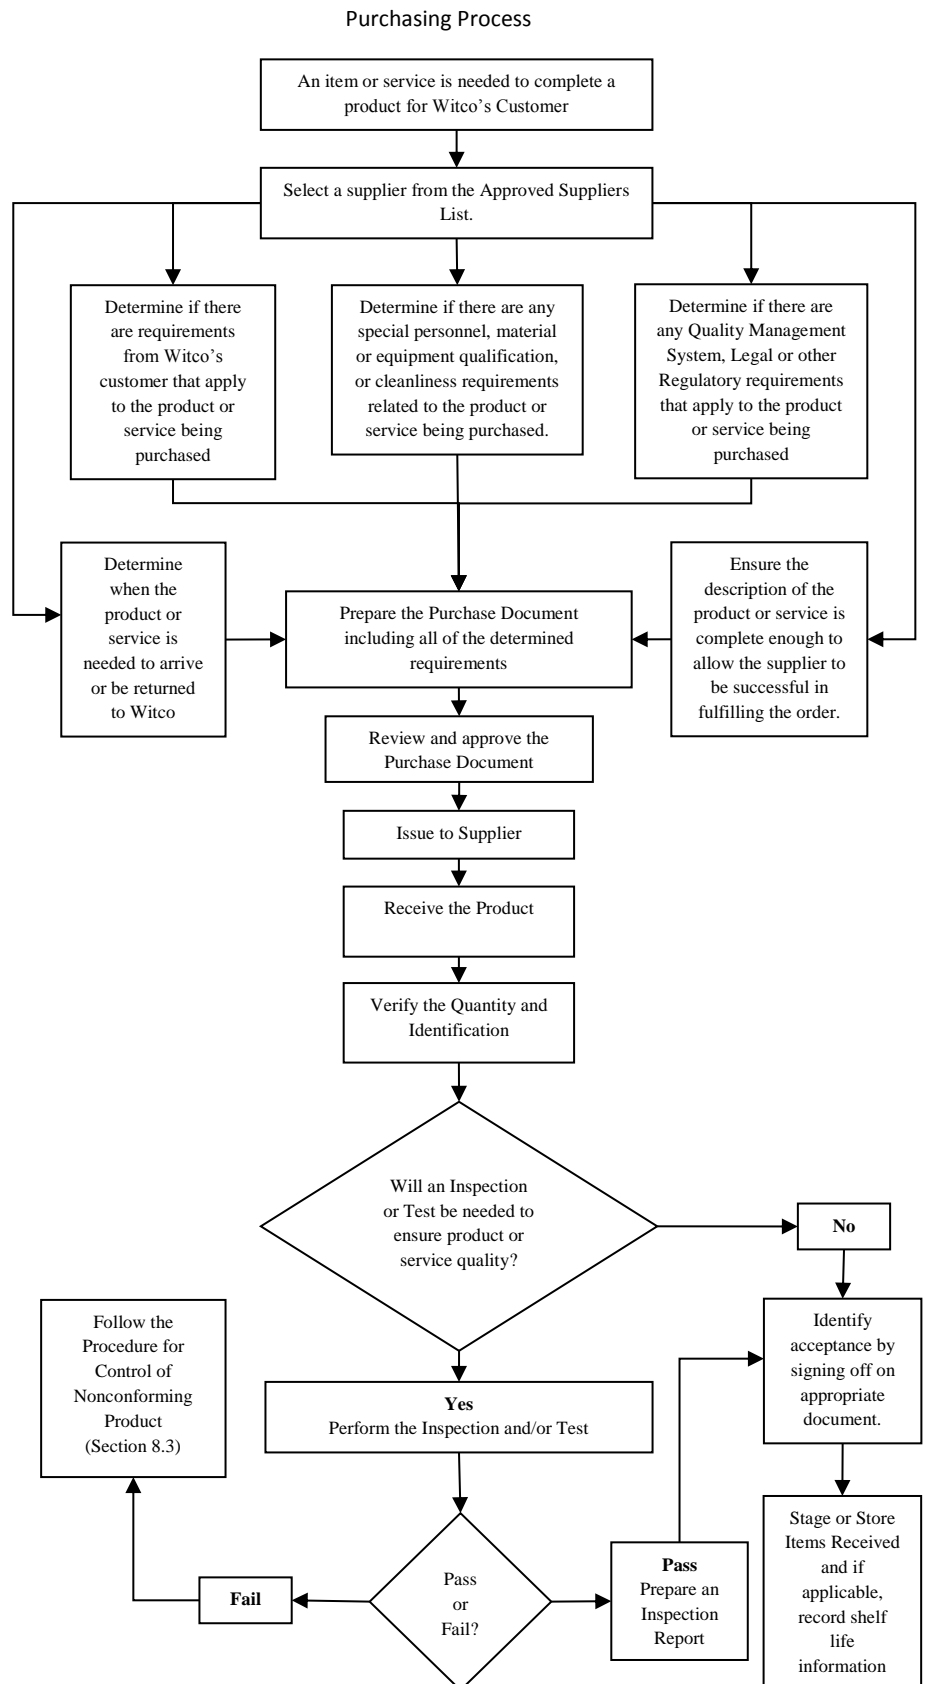 Purchasing Process
An item or service is needed to complete a
product for Witco’s Customer
Select a supplier from the Approved Suppliers
List.
Determine if there
are requirements
from Witco’s
customer that apply
to the product or
service being
purchased
Determine if there are any
special personnel, material
or equipment qualification,
or cleanliness requirements
related to the product or
service being purchased.
Determine if there are
any Quality Management
System, Legal or other
Regulatory requirements
that apply to the product
or service being
purchased
Determine
when the
product or
service is
needed to arrive
or be returned
to Witco
Prepare the Purchase Document
including all of the determined
requirements
Ensure the
description of the
product or service is
complete enough to
allow the supplier to
be successful in
fulfilling the order.
Review and approve the
Purchase Document
Issue to Supplier
Receive the Product
Verify the Quantity and
Identification
Will an Inspection
or Test be needed to
ensure product or
service quality?
No
Follow the
Procedure for
Control of
Nonconforming
Product
(Section 8.3)
Identify
acceptance by
signing off on
appropriate
document.
Yes
Perform the Inspection and/or Test
Stage or Store
Items Received
and if
applicable,
record shelf
life
information
Pass
or
Fail?
Fail
Pass
Prepare an
Inspection
Report